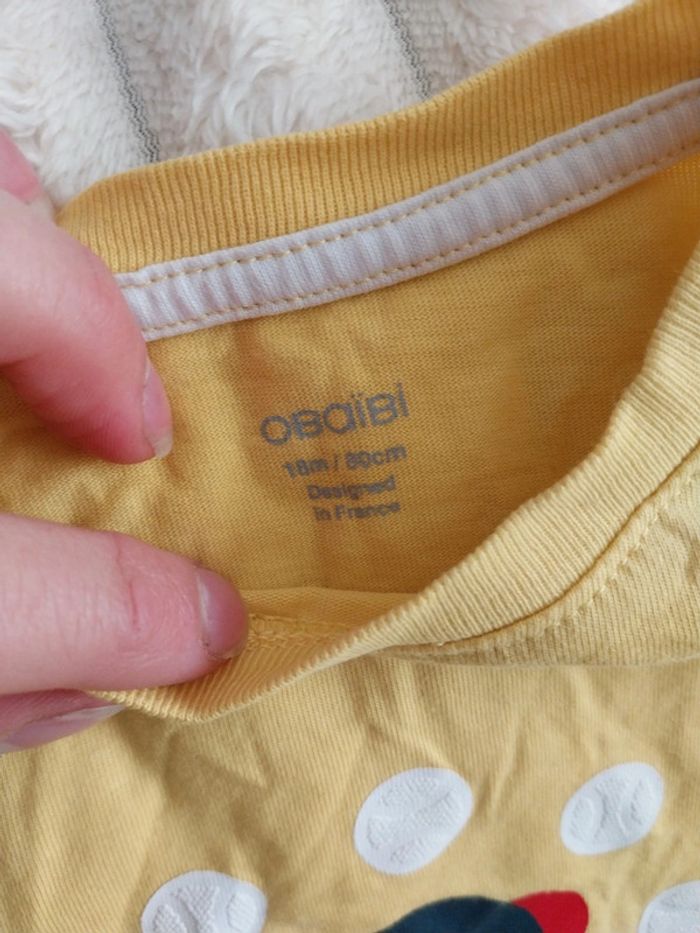 obaïbi
18m / 80cm
Designed
in France